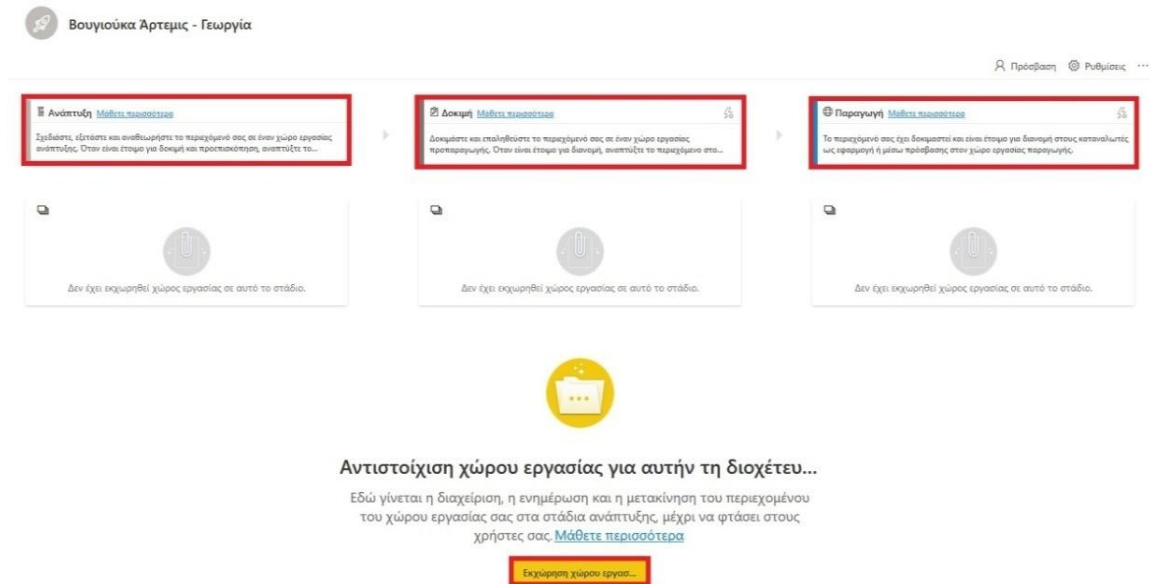 Βουγιούκα Άρτεμις - Γεωργία
Πρόσβαση Ρυθμίσεις ...
Ανάπτυξη Μάθετε περισσότερα
Σχεδιάστε, εξετάστε και αναθεωρήστε το περιεχόμενό σας σε έναν χώρο εργασίας
ανάπτυξης. Όταν είναι έτοιμο για δοκιμή και προεπισκόπηση, αναπτύξτε το...
Δοκιμή Μάθετε περισσότερα
Δοκιμάστε και επαληθεύστε το περιεχόμενό σας σε έναν χώρο εργασίας
προπαραγωγής. Όταν είναι έτοιμο για διανομή, αναπτύξτε το περιεχόμενο στο...
Παραγωγή Μάθετε περισσότερα
Το περιεχόμενό σας έχει δοκιμαστεί και είναι έτοιμο για διανομή στους καταναλωτές
ως εφαρμογή ή μέσω πρόσβασης στον χώρο εργασίας παραγωγής.
Δεν έχει εκχωρηθεί χώρος εργασίας σε αυτό το στάδιο.
Δεν έχει εκχωρηθεί χώρος εργασίας σε αυτό το στάδιο.
Δεν έχει εκχωρηθεί χώρος εργασίας σε αυτό το στάδιο.
Αντιστοίχιση χώρου εργασίας για αυτήν τη διοχέτευ...
Εδώ γίνεται η διαχείριση, η ενημέρωση και η μετακίνηση του περιεχομένου
του χώρου εργασίας σας στα στάδια ανάπτυξης, μέχρι να φτάσει στους
χρήστες σας. Μάθετε περισσότερα
Εκχώρηση χώρου εργασ...